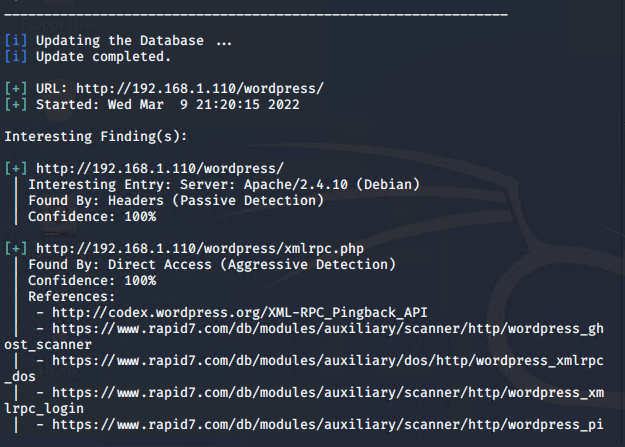 [i] Updating the Database ...
[i] Update completed.
[+] URL: http://192.168.1.110/wordpress/
[+] Started: Wed Mar  9 21:20:15 2022
Interesting Finding(s):
[+] http://192.168.1.110/wordpress/
 | Interesting Entry: Server: Apache/2.4.10 (Debian)
 | Found By: Headers (Passive Detection)
 | Confidence: 100%
[+] http://192.168.1.110/wordpress/xmlrpc.php
 | Found By: Direct Access (Aggressive Detection)
 | Confidence: 100%
 | References:
 |  - http://codex.wordpress.org/XML-RPC_Pingback_API
 |  - https://www.rapid7.com/db/modules/auxiliary/scanner/http/wordpress_gh
ost_scanner
 |  - https://www.rapid7.com/db/modules/auxiliary/dos/http/wordpress_xmlrpc
_dos
 |  - https://www.rapid7.com/db/modules/auxiliary/scanner/http/wordpress_xm
lrpc_login
 |  - https://www.rapid7.com/db/modules/auxiliary/scanner/http/wordpress_pi